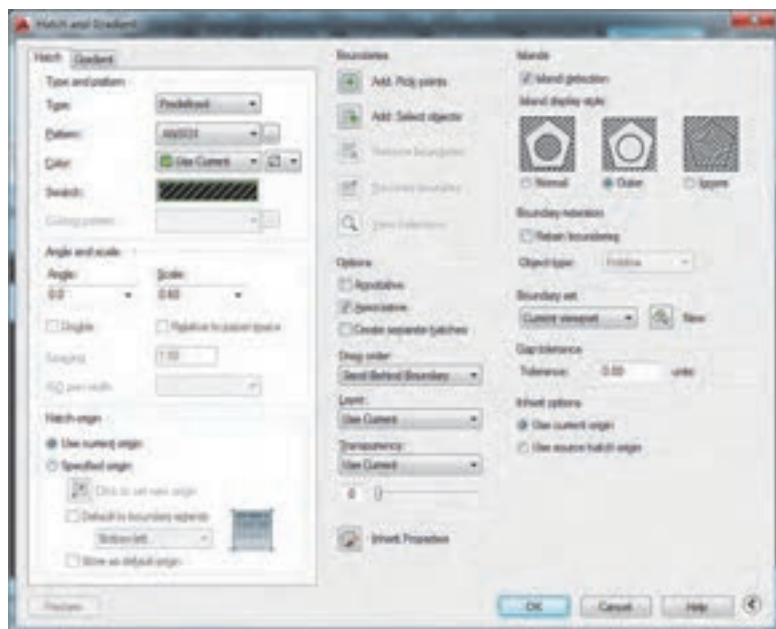 Hatch and Gradient
Hatch Gradient
Type and pattern
Type: Predefined
Pattern: ANSI31
Color: Use Current
Swatch:
Custom pattern:
Angle and scale
Angle: Scale:
0.0 0.60
Double Relative to paper space
Spacing: 1.00
ISO pen width:
Hatch origin
Use current origin
Specified origin
Click to set new origin
Default to boundary extents
Bottom left
Store as default origin
Preview
Boundaries
Add: Pick points
Add: Select objects
Remove boundaries
Recreate boundary
View Selections
Options
Annotative
Associative
Create separate hatches
Draw order:
Send Behind Boundary
Layer:
Use Current
Transparency:
Use Current
0
Inherit Properties
Islands
Island detection
Island display style:
Normal Outer Ignore
Boundary retention
Retain boundaries
Object type: Polyline
Boundary set
Current viewport New
Gap tolerance
Tolerance: 0.00 units
Inherit options
Use current origin
Use source hatch origin
OK Cancel Help